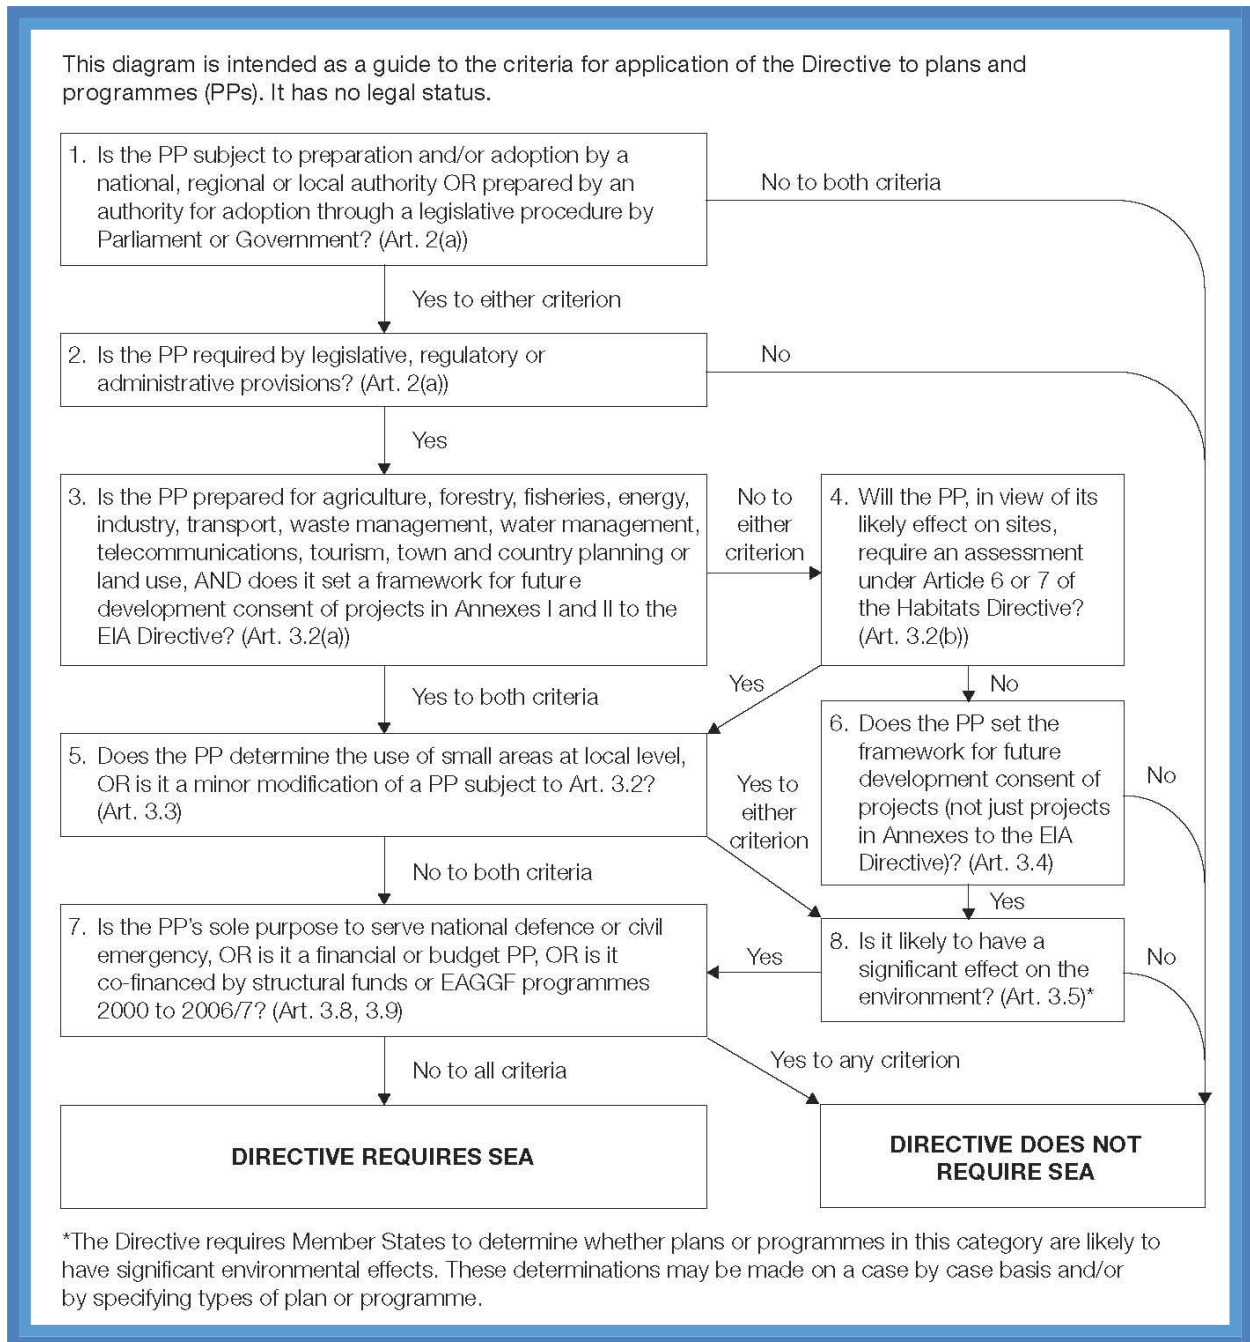 This diagram is intended as a guide to the criteria for application of the Directive to plans and
programmes (PPs). It has no legal status.
1. Is the PP subject to preparation and/or adoption by a
national, regional or local authority OR prepared by an
authority for adoption through a legislative procedure by
Parliament or Government? (Art. 2(a))
No to both criteria
Yes to either criterion
2. Is the PP required by legislative, regulatory or
administrative provisions? (Art. 2(a))
No
Yes
3. Is the PP prepared for agriculture, forestry, fisheries, energy,
industry, transport, waste management, water management,
telecommunications, tourism, town and country planning or
land use, AND does it set a framework for future
development consent of projects in Annexes I and II to the
EIA Directive? (Art. 3.2(a))
No to
either
criterion
4. Will the PP, in view of its
likely effect on sites,
require an assessment
under Article 6 or 7 of
the Habitats Directive?
(Art. 3.2(b))
Yes to both criteria
Yes
No
5. Does the PP determine the use of small areas at local level,
OR is it a minor modification of a PP subject to Art. 3.2?
(Art. 3.3)
Yes to
either
criterion
6. Does the PP set the
framework for future
development consent of
projects (not just projects
in Annexes to the EIA
Directive)? (Art. 3.4)
No
No to both criteria
Yes
7. Is the PP's sole purpose to serve national defence or civil
emergency, OR is it a financial or budget PP, OR is it
co-financed by structural funds or EAGGF programmes
2000 to 2006/7? (Art. 3.8, 3.9)
Yes
8. Is it likely to have a
significant effect on the
environment? (Art. 3.5)*
No
No to all criteria
Yes to any criterion
DIRECTIVE REQUIRES SEA
DIRECTIVE DOES NOT
REQUIRE SEA
*The Directive requires Member States to determine whether plans or programmes in this category are likely to
have significant environmental effects. These determinations may be made on a case by case basis and/or
by specifying types of plan or programme.